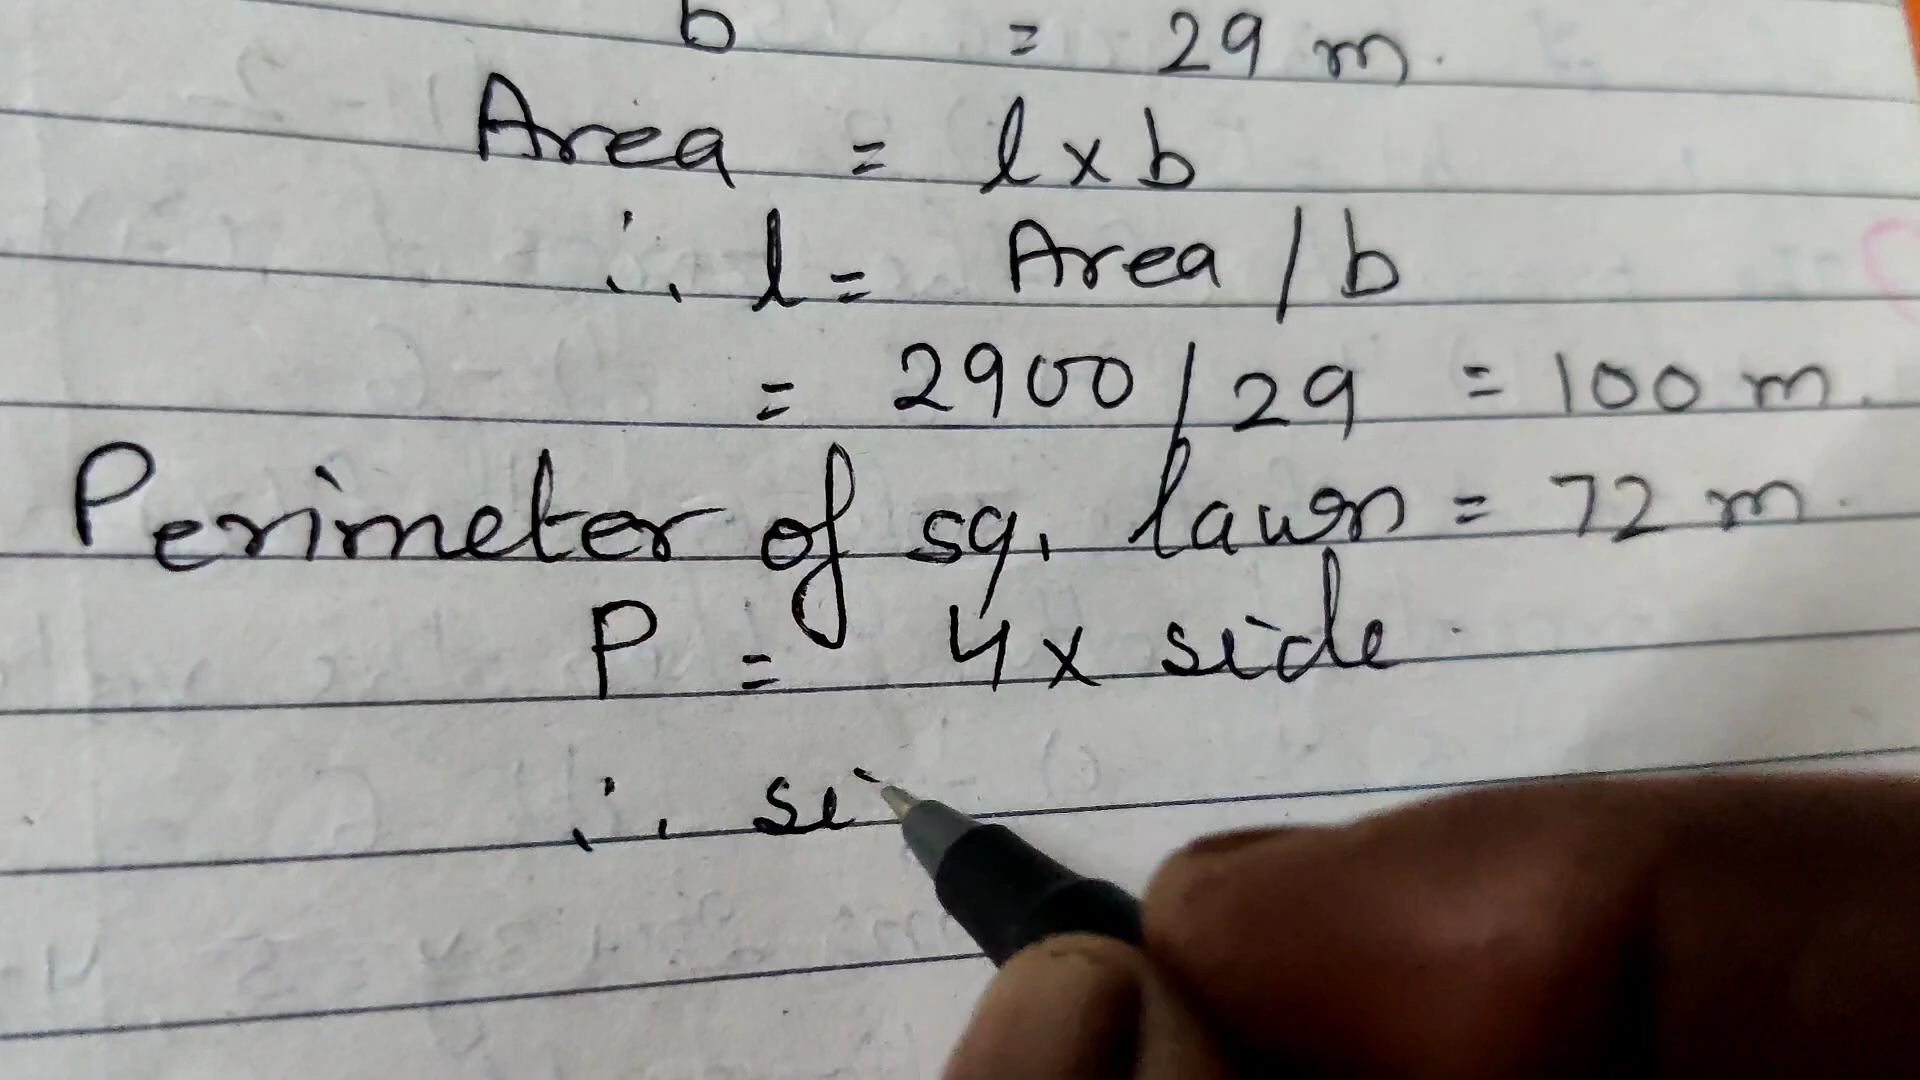 b = 29 m.
Area = l x b
∴ l = Area / b
= 2900 / 29 = 100 m.
Perimeter of sq. lawn = 72 m.
P = 4 x side.
∴ si